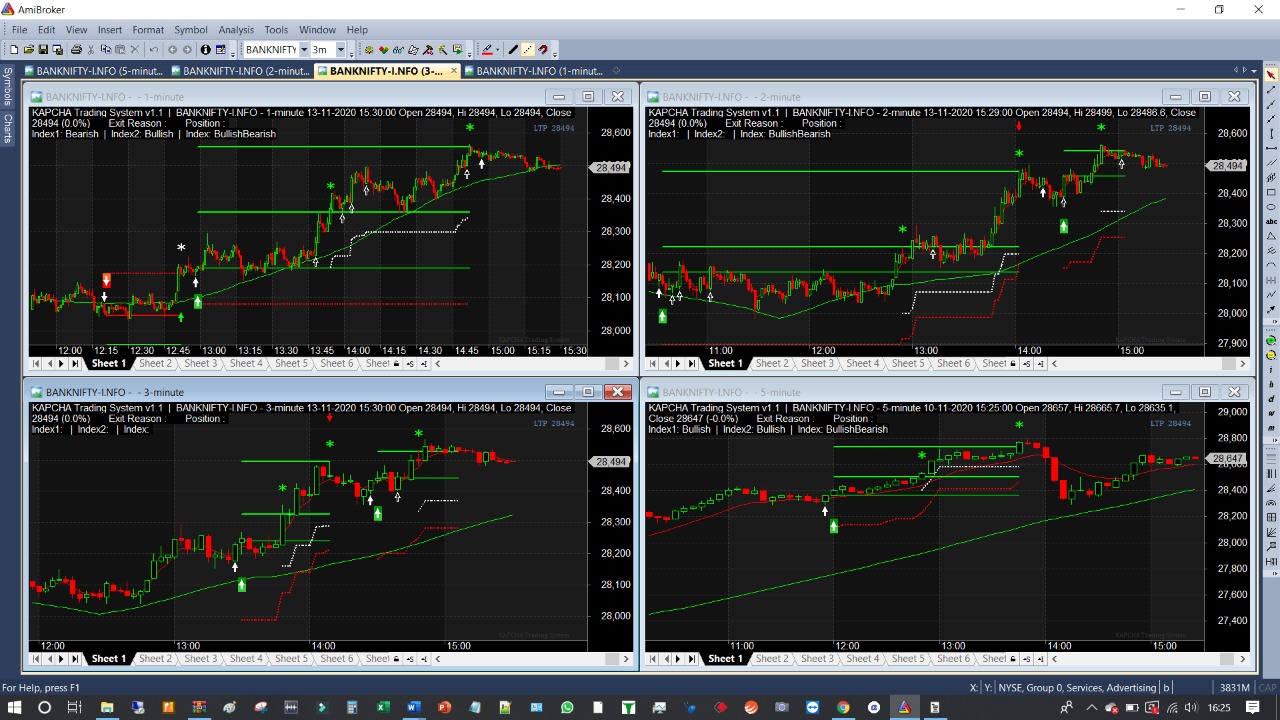 AmiBroker
File Edit View Insert Format Symbol Analysis Tools Window Help
BANKNIFTY 3m
BANKNIFTY-I.NFO (5-minut... BANKNIFTY-I.NFO (2-minut... BANKNIFTY-I.NFO (3-... BANKNIFTY-I.NFO (1-minut...
Symbols
Charts
BANKNIFTY-I.NFO - - 1-minute
KAPCHA Trading System v1.1 | BANKNIFTY-I.NFO - 1-minute 13-11-2020 15:30:00 Open 28494, Hi 28494, Lo 28494, Close
28494 (0.0%) Exit Reason : Position :
Index1: Bearish | Index2: Bullish | Index: BullishBearish
LTP 28494
28,600
28,494
28,400
28,300
28,200
28,100
28,000
KAPCHA Trading System
12:00 12:15 12:30 12:45 13:00 13:15 13:30 13:45 14:00 14:15 14:30 14:45 15:00 15:15 15:30
Sheet 1 Sheet 2 Sheet 3 Sheet 4 Sheet 5 Sheet 6 Sheet
BANKNIFTY-I.NFO - - 2-minute
KAPCHA Trading System v1.1 | BANKNIFTY-I.NFO - 2-minute 13-11-2020 15:29:00 Open 28494, Hi 28499, Lo 28486.6, Close
28494 (0.0%) Exit Reason : Position :
Index1: | Index2: | Index: BullishBearish
LTP 28494
28,600
28,494
28,400
28,300
28,200
28,100
28,000
27,900
KAPCHA Trading System
11:00 12:00 13:00 14:00 15:00
Sheet 1 Sheet 2 Sheet 3 Sheet 4 Sheet 5 Sheet 6 Sheet
BANKNIFTY-I.NFO - - 3-minute
KAPCHA Trading System v1.1 | BANKNIFTY-I.NFO - 3-minute 13-11-2020 15:30:00 Open 28494, Hi 28494, Lo 28494, Close
28494 (0.0%) Exit Reason : Position :
Index1: | Index2: | Index:
LTP 28494
28,600
28,494
28,400
28,300
28,200
28,100
28,000
KAPCHA Trading System
12:00 13:00 14:00 15:00
Sheet 1 Sheet 2 Sheet 3 Sheet 4 Sheet 5 Sheet 6 Sheet
BANKNIFTY-I.NFO - - 5-minute
KAPCHA Trading System v1.1 | BANKNIFTY-I.NFO - 5-minute 10-11-2020 15:25:00 Open 28657, Hi 28665.7, Lo 28635.1,
Close 28647 (-0.0%) Exit Reason : Position :
Index1: Bullish | Index2: Bullish | Index: BullishBearish
LTP 28494
29,000
28,800
28,647
28,600
28,400
28,200
28,000
27,800
27,600
27,400
KAPCHA Trading System
11:00 12:00 13:00 14:00 15:00
Sheet 1 Sheet 2 Sheet 3 Sheet 4 Sheet 5 Sheet 6 Sheet
abc
For Help, press F1
X: Y: NYSE, Group 0, Services, Advertising b 3831M CAP
16:25